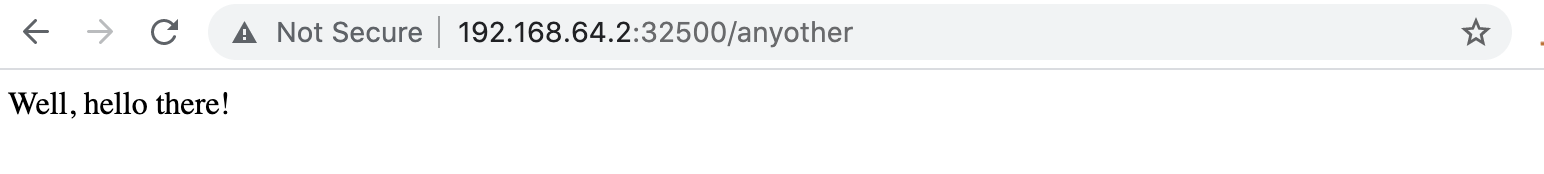 Not Secure 192.168.64.2:32500/anyother
Well, hello there!